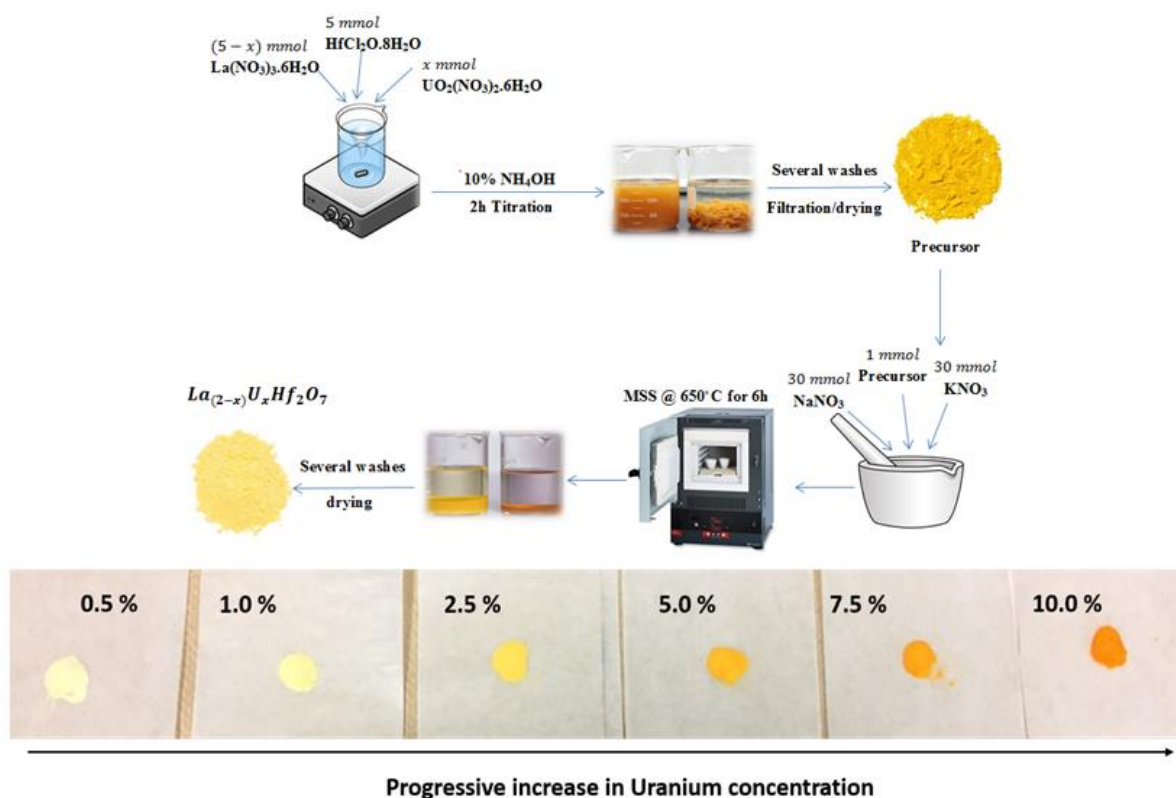 5 mmol
HfCl₂O.8H₂O
(5 − x) mmol
La(NO₃)₃.6H₂O
x mmol
UO₂(NO₃)₂.6H₂O
10% NH₄OH
2h Titration
Several washes
Filtration/drying
Precursor
1 mmol
Precursor
30 mmol
NaNO₃
30 mmol
KNO₃
MSS @ 650°C for 6h
La₍₂₋ₓ₎UₓHf₂O₇
Several washes
drying
0.5 %
1.0 %
2.5 %
5.0 %
7.5 %
10.0 %
Progressive increase in Uranium concentration